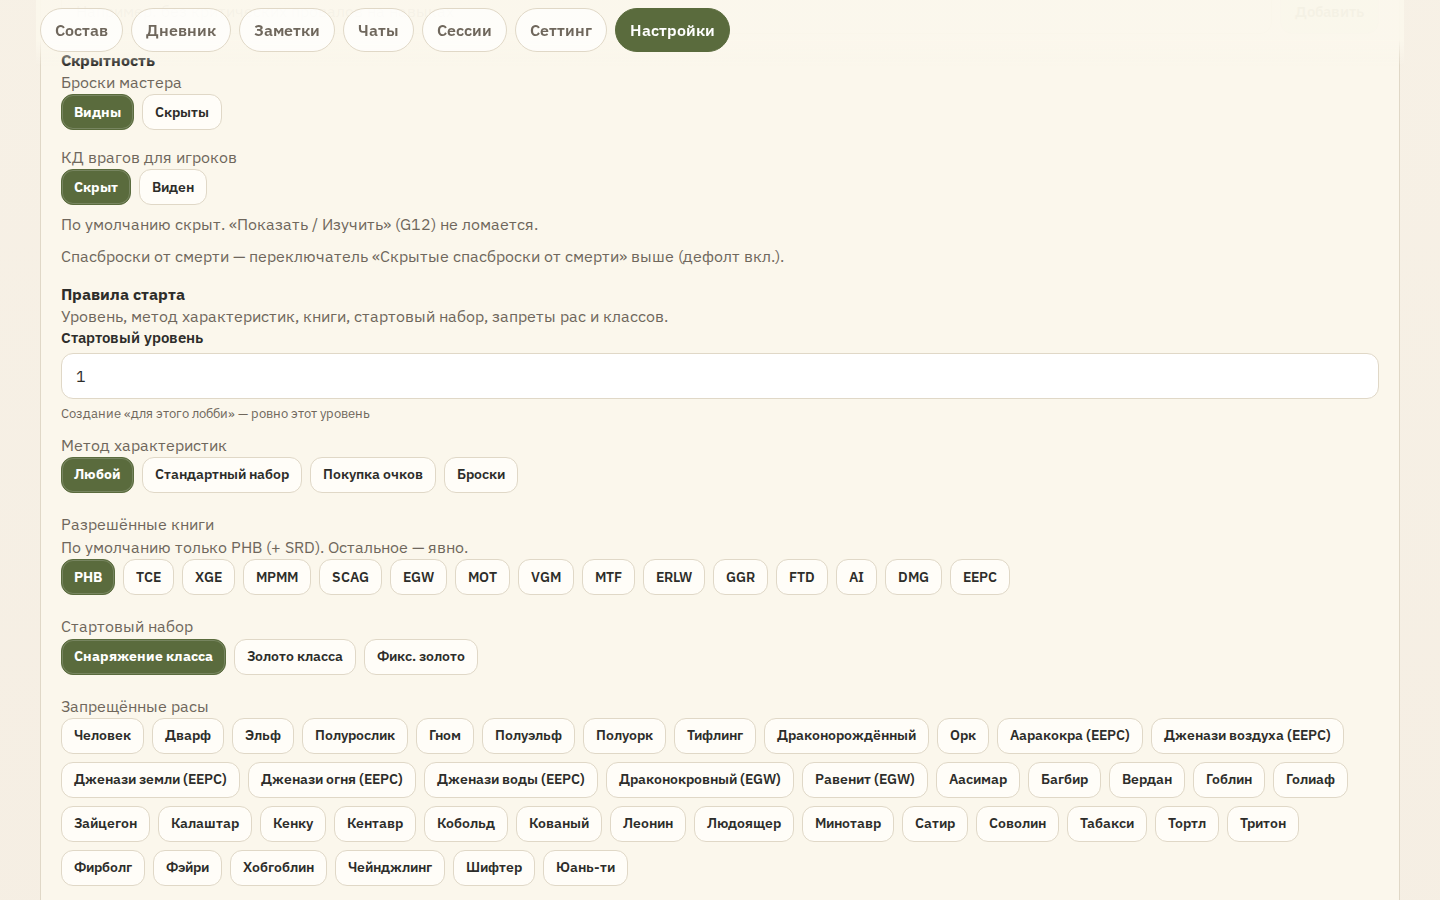 Состав Дневник Заметки Чаты Сессии Сеттинг Настройки Добавить
Скрытность
Броски мастера
Видны Скрыты
КД врагов для игроков
Скрыт Виден
По умолчанию скрыт. «Показать / Изучить» (G12) не ломается.
Спасброски от смерти — переключатель «Скрытые спасброски от смерти» выше (дефолт вкл.).
Правила старта
Уровень, метод характеристик, книги, стартовый набор, запреты рас и классов.
Стартовый уровень
1
Создание «для этого лобби» — ровно этот уровень
Метод характеристик
Любой Стандартный набор Покупка очков Броски
Разрешённые книги
По умолчанию только PHB (+ SRD). Остальное — явно.
PHB TCE XGE MPMM SCAG EGW MOT VGM MTF ERLW GGR FTD AI DMG EEPC
Стартовый набор
Снаряжение класса Золото класса Фикс. золото
Запрещённые расы
Человек Дварф Эльф Полурослик Гном Полуэльф Полуорк Тифлинг Драконорождённый Орк Ааракокра (EEPC) Дженази воздуха (EEPC)
Дженази земли (EEPC) Дженази огня (EEPC) Дженази воды (EEPC) Драконокровный (EGW) Равенит (EGW) Аасимар Багбир Вердан Гоблин Голиаф
Зайцегон Калаштар Кенку Кентавр Кобольд Кованый Леонин Людоящер Минотавр Сатир Соволин Табакси Тортл Тритон
Фирболг Фэйри Хобгоблин Чейнджлинг Шифтер Юань-ти